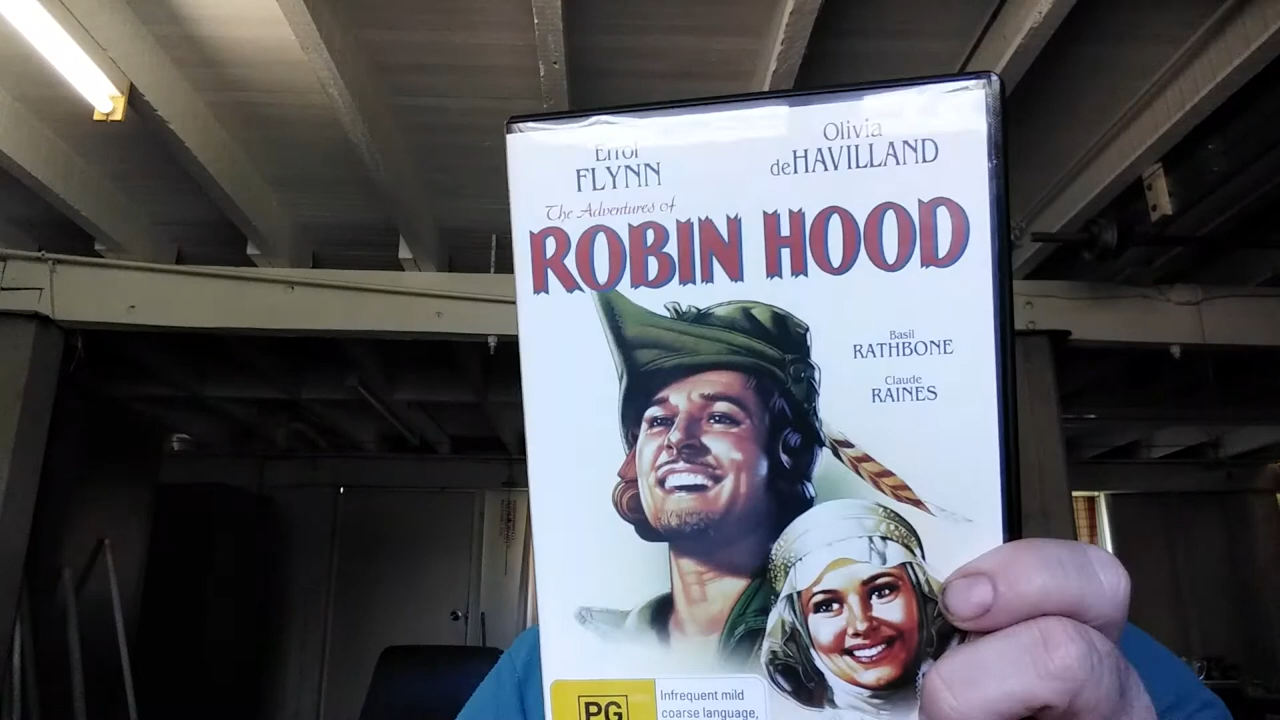 Errol
FLYNN
Olivia
deHAVILLAND
The Adventures of
ROBIN HOOD
Basil
RATHBONE
Claude
RAINES
PG
Infrequent mild
coarse language,